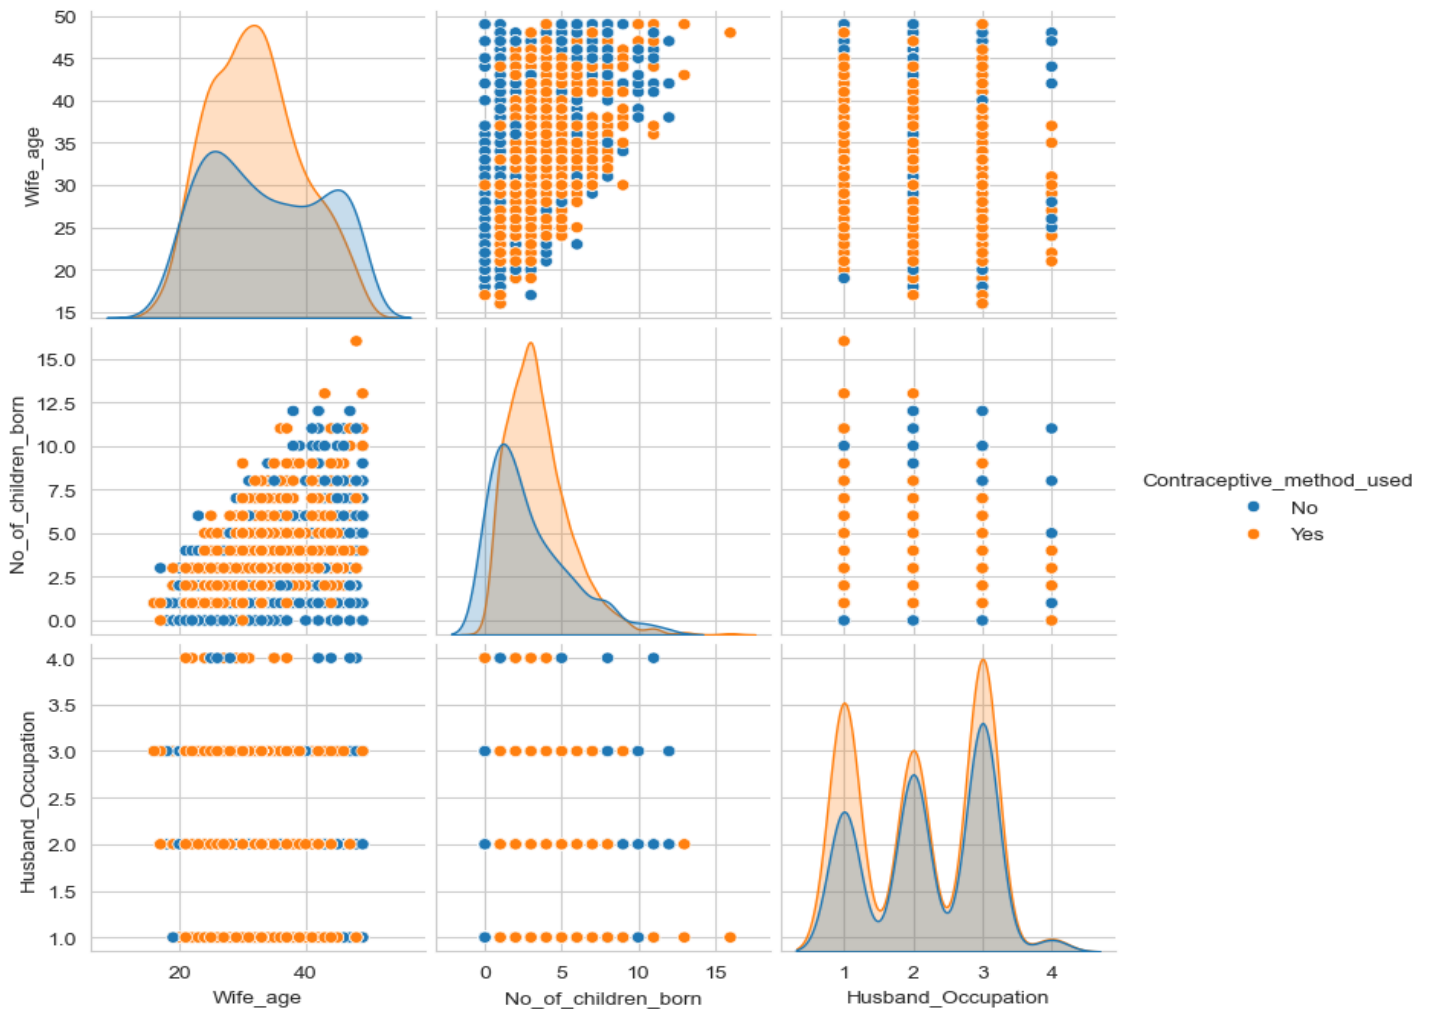 50
45
40
35
30
25
20
15
Wife_age
15.0
12.5
10.0
7.5
5.0
2.5
0.0
No_of_children_born
4.0
3.5
3.0
2.5
2.0
1.5
1.0
Husband_Occupation
20 40
Wife_age
0 5 10 15
No_of_children_born
1 2 3 4
Husband_Occupation
Contraceptive_method_used
No
Yes